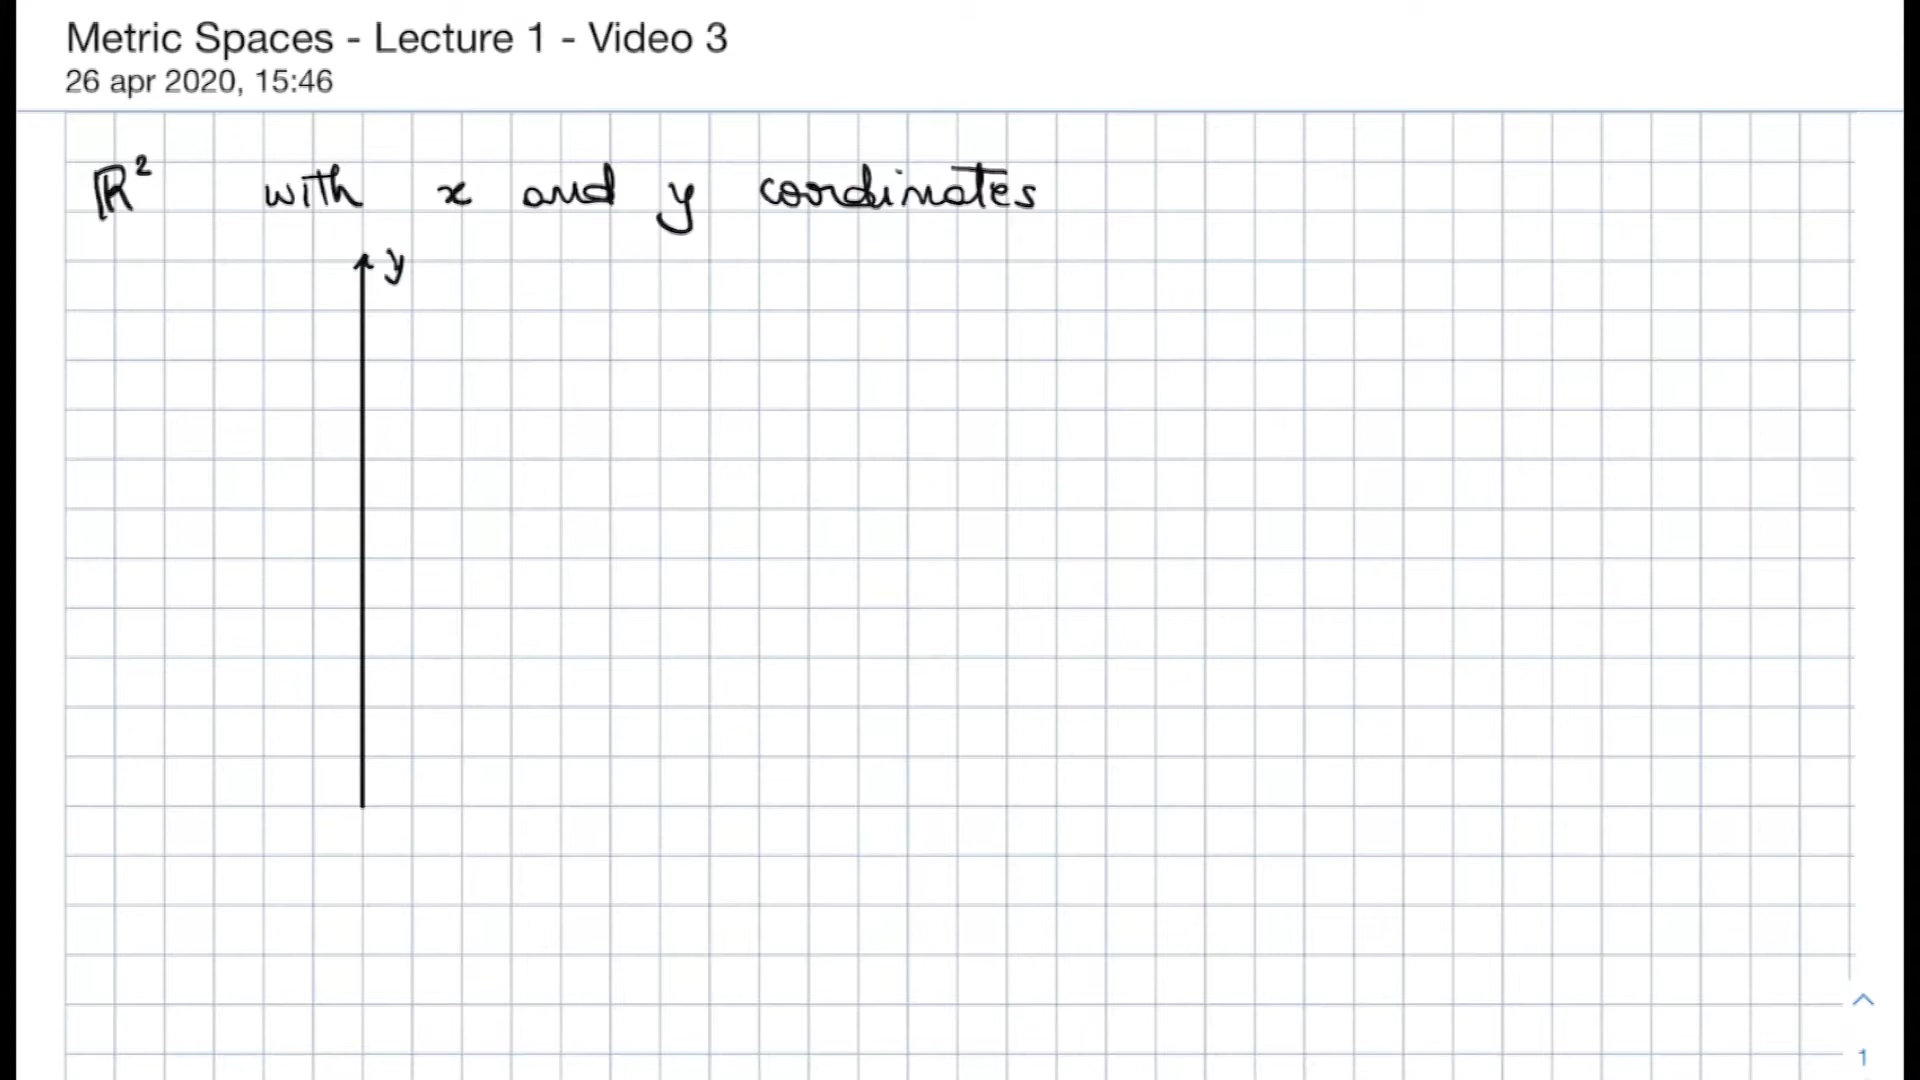 Metric Spaces - Lecture 1 - Video 3
26 apr 2020, 15:46
ℝ² with x and y coordinates
y
1